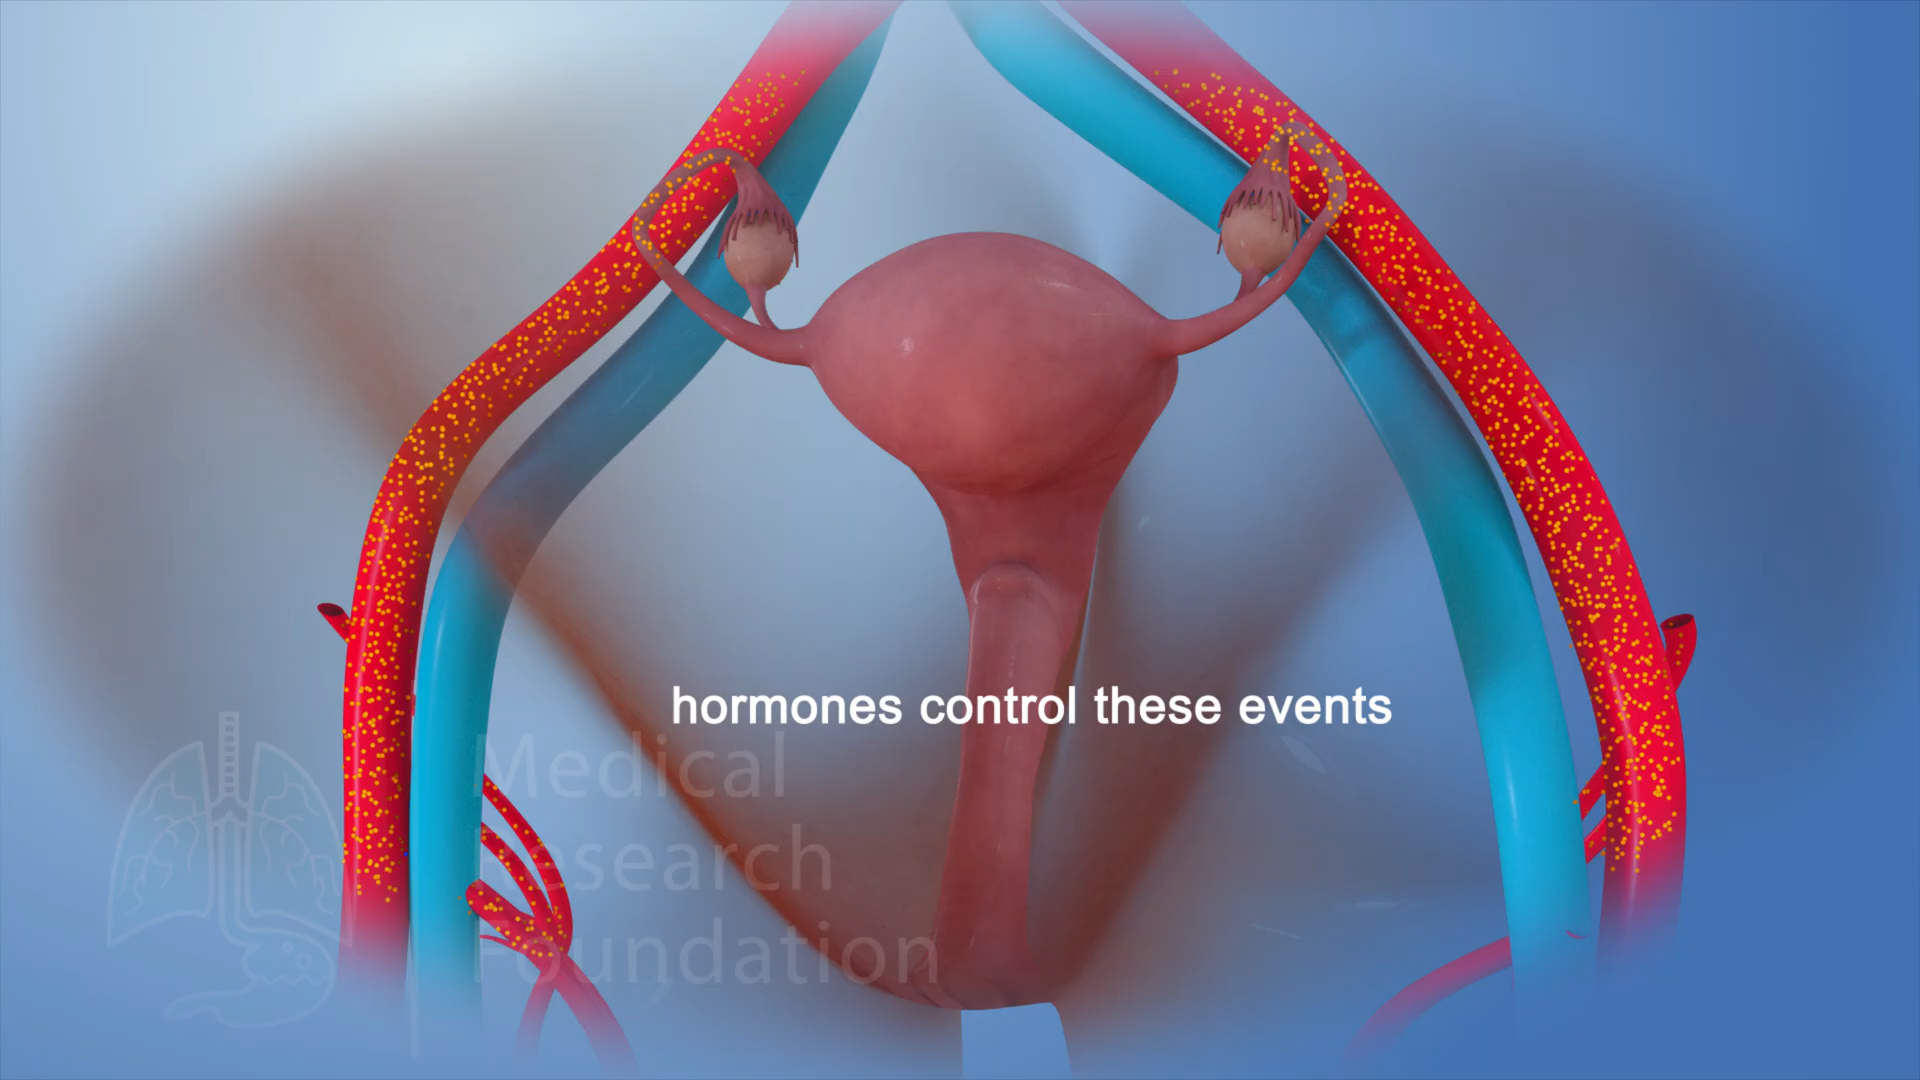 hormones control these events
Medical
Research
Foundation